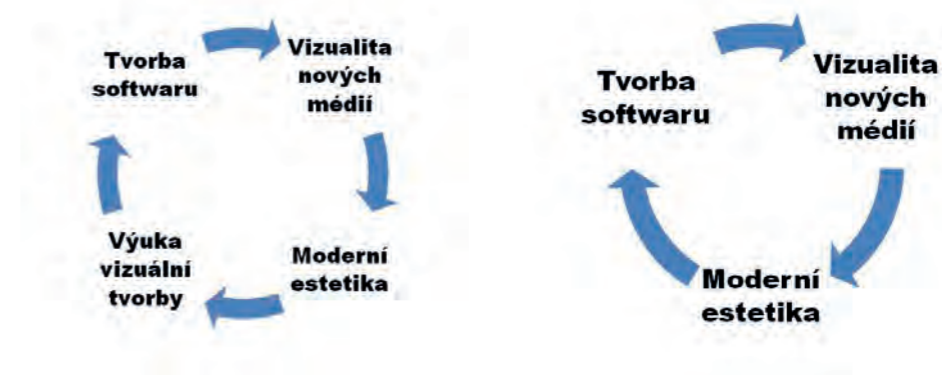 Tvorba
softwaru
Vizualita
nových
médií
Moderní
estetika
Výuka
vizuální
tvorby
Tvorba
softwaru
Vizualita
nových
médií
Moderní
estetika